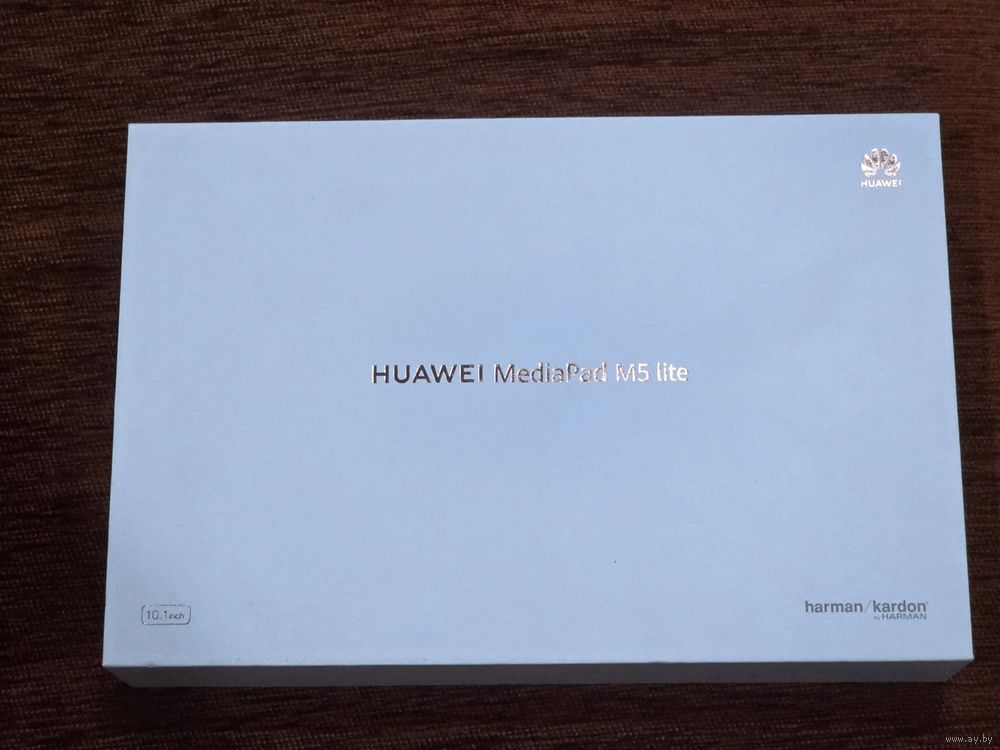 HUAWEI
HUAWEI MediaPad M5 lite
10.1inch
harman/kardon®
by HARMAN
www.ay.by